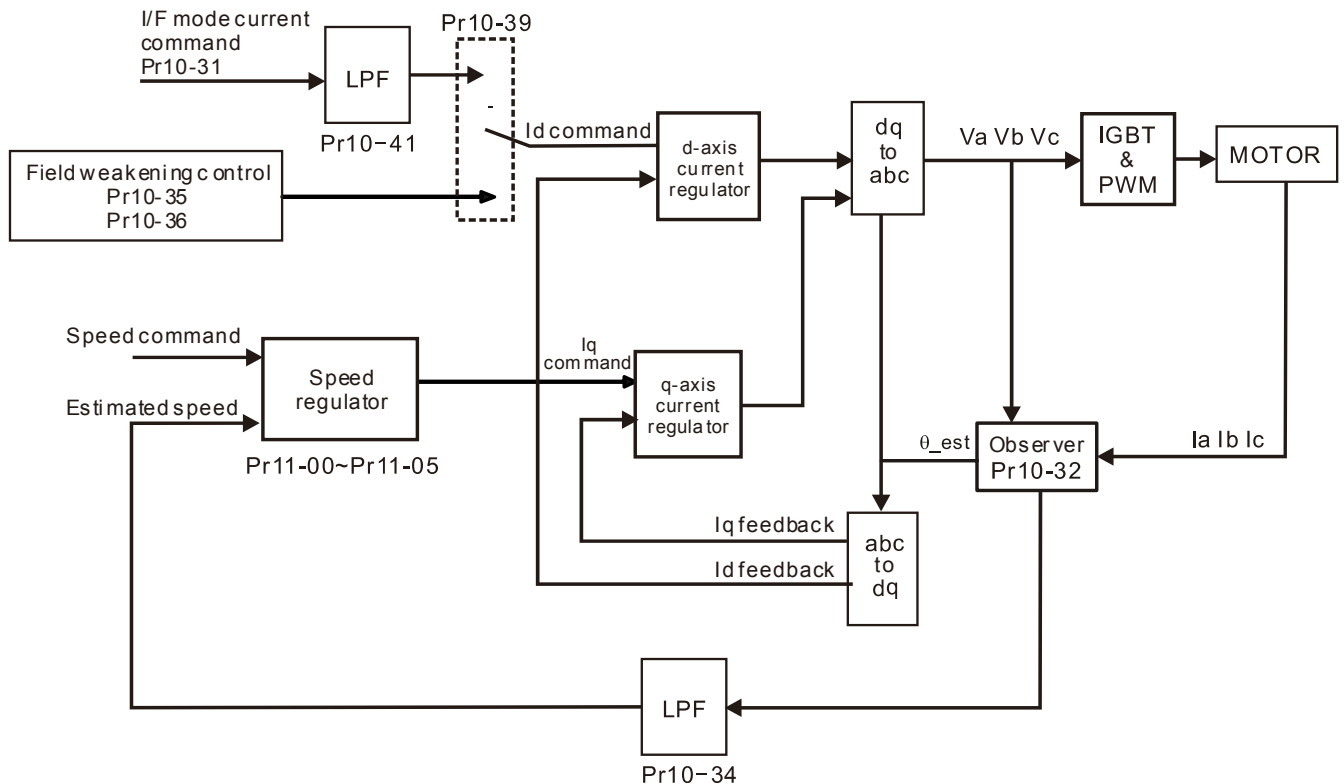 I/F mode current
command
Pr10-31
LPF
Pr10-41
Pr10-39
-
Id command
Field weakening control
Pr10-35
Pr10-36
d-axis
current
regulator
dq
to
abc
Va Vb Vc
IGBT
&
PWM
MOTOR
Speed command
Estimated speed
Speed
regulator
Pr11-00~Pr11-05
Iq
command
q-axis
current
regulator
θ_est
Observer
Pr10-32
Ia Ib Ic
Iq feedback
Id feedback
abc
to
dq
LPF
Pr10-34